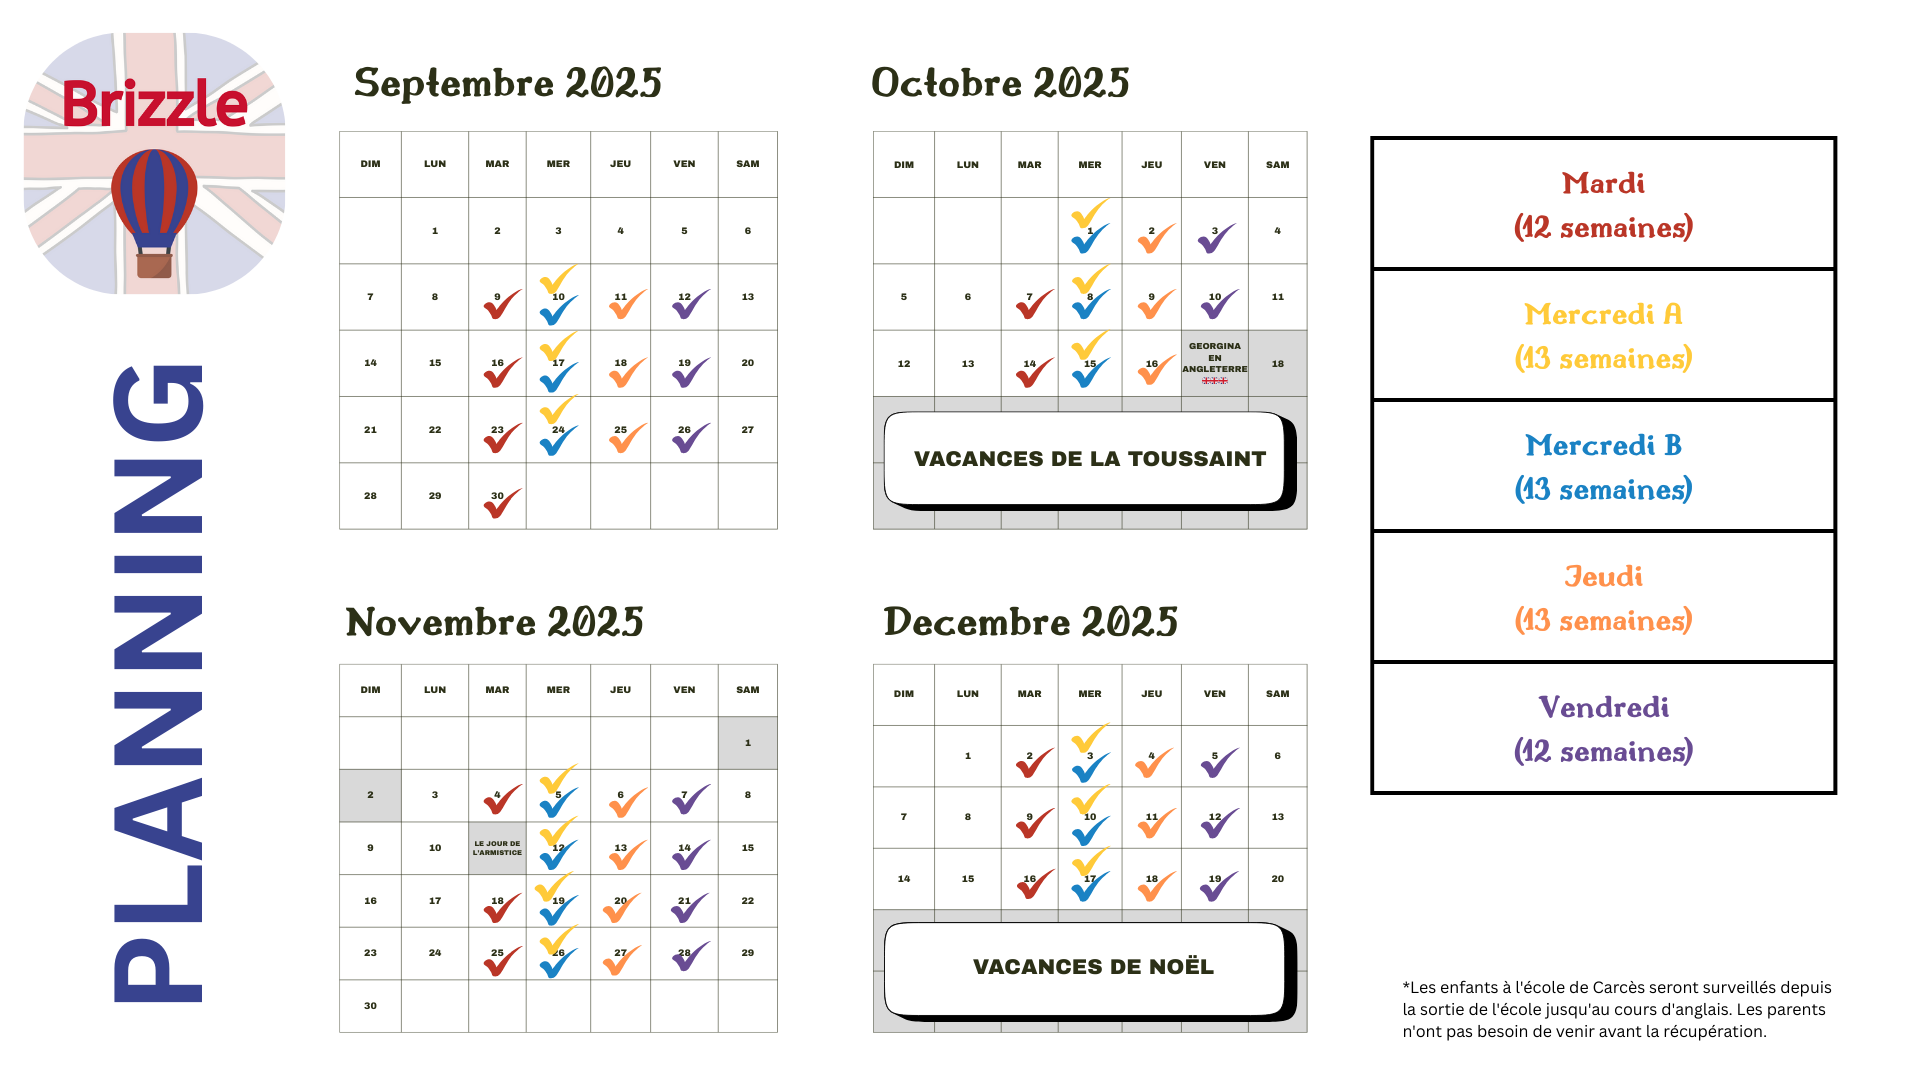 Brizzle
PLANNING
Septembre 2025
DIM LUN MAR MER JEU VEN SAM
1 2 3 4 5 6
7 8 9 10 11 12 13
14 15 16 17 18 19 20
21 22 23 24 25 26 27
28 29 30
Octobre 2025
DIM LUN MAR MER JEU VEN SAM
1 2 3 4
5 6 7 8 9 10 11
12 13 14 15 16 GEORGINA
EN
ANGLETERRE
18
VACANCES DE LA TOUSSAINT
Novembre 2025
DIM LUN MAR MER JEU VEN SAM
1
2 3 4 5 6 7 8
9 10 LE JOUR DE
L'ARMISTICE
12 13 14 15
16 17 18 19 20 21 22
23 24 25 26 27 28 29
30
Decembre 2025
DIM LUN MAR MER JEU VEN SAM
1 2 3 4 5 6
7 8 9 10 11 12 13
14 15 16 17 18 19 20
VACANCES DE NOËL
Mardi
(12 semaines)
Mercredi A
(13 semaines)
Mercredi B
(13 semaines)
Jeudi
(13 semaines)
Vendredi
(12 semaines)
*Les enfants à l'école de Carcès seront surveillés depuis
la sortie de l'école jusqu'au cours d'anglais. Les parents
n'ont pas besoin de venir avant la récupération.